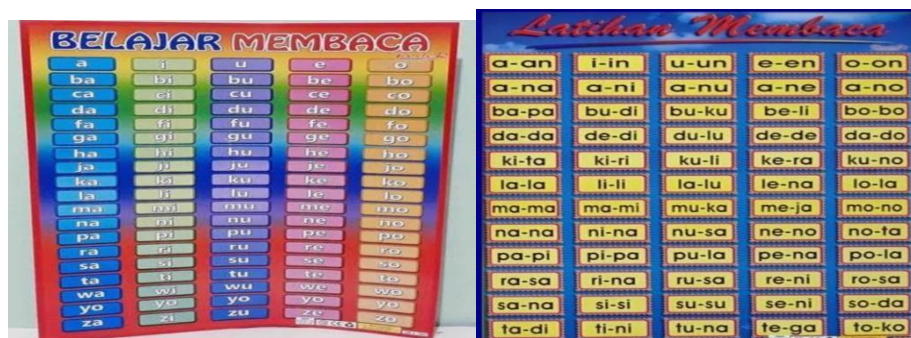 BELAJAR MEMBACA
a i u e o
ba bi bu be bo
ca ci cu ce co
da di du de do
fa fi fu fe fo
ga gi gu ge go
ha hi hu he ho
ja ji ju je jo
ka ki ku ke ko
la li lu le lo
ma mi mu me mo
na ni nu ne no
pa pi pu pe po
ra ri ru re ro
sa si su se so
ta ti tu te to
wa wi wu we wo
yo yo yo yo yo
za zi zu ze zo
Latihan Membaca
a-an i-in u-un e-en o-on
a-na a-ni a-nu a-ne a-no
ba-pa bu-di bu-ku be-li bo-bo
da-da de-di du-lu de-de da-do
ki-ta ki-ri ku-li ke-ra ku-no
la-la li-li la-lu le-na lo-la
ma-ma ma-mi mu-ka me-ja mo-no
na-na ni-na nu-sa ne-no no-ta
pa-pi pi-pa pu-la pe-na po-la
ra-sa ri-na ru-sa re-ni ro-sa
sa-na si-si su-su se-ni so-da
ta-di ti-ni tu-na te-ga to-ko